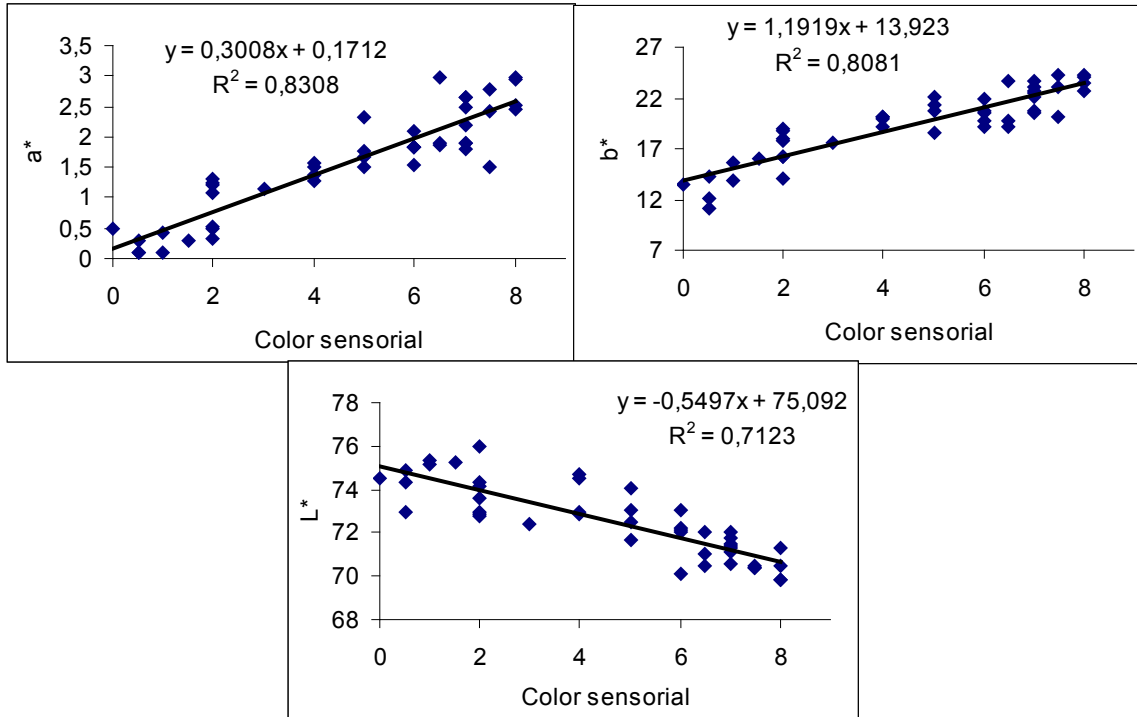 y = 0,3008x + 0,1712
R² = 0,8308
3,5
3
2,5
2
1,5
1
0,5
0
a*
0 2 4 6 8
Color sensorial
y = 1,1919x + 13,923
R² = 0,8081
27
22
17
12
7
b*
0 2 4 6 8
Color sensorial
y = -0,5497x + 75,092
R² = 0,7123
78
76
74
72
70
68
L*
0 2 4 6 8
Color sensorial